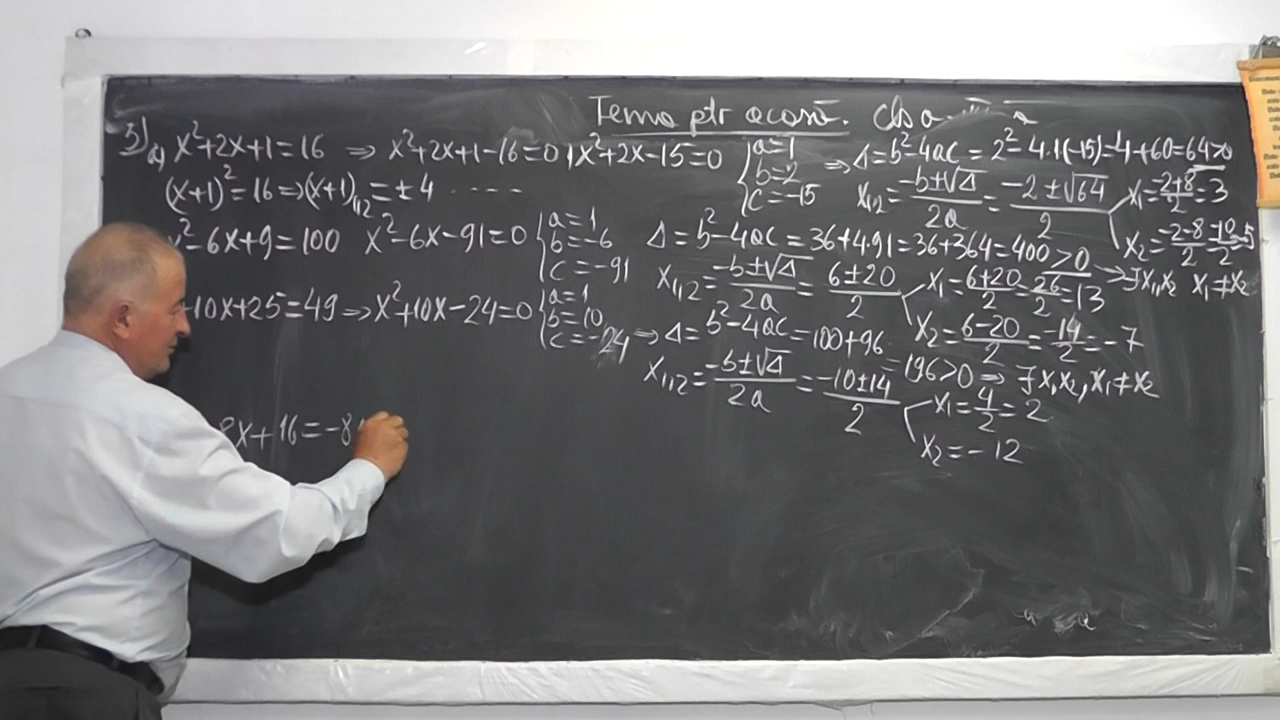 Tema ptr acasă.
3) a) x²+2x+1=16 ⇒ x²+2x+1-16=0, x²+2x-15=0 { a=1 b=2 c=-15 ⇒ Δ=b²-4ac=2²-4·1(-15)=4+60=64>0
(x+1)²=16 ⇒ (x+1)₁,₂=±4 ..... x₁,₂=(-b±√Δ)/2a=(-2±√64)/2 x₁=(-2+8)/2=3
x₂=(-2-8)/2=-10/2=-5
x²-6x+9=100 x²-6x-91=0 { a=1 b=-6 c=-91 Δ=b²-4ac=36+4·91=36+364=400>0 ⇒ ∃x₁,x₂ x₁≠x₂
x₁,₂=(-b±√Δ)/2a=(6±20)/2 x₁=(6+20)/2=26/2=13
x₂=(6-20)/2=-14/2=-7
10x+25=49 ⇒ x²+10x-24=0 { a=1 b=10 c=-24 ⇒ Δ=b²-4ac=100+96=196>0 ⇒ ∃x₁x₂, x₁≠x₂
x₁,₂=(-b±√Δ)/2a=(-10±14)/2 x₁=4/2=2
x₂=-12
8x+16=-8